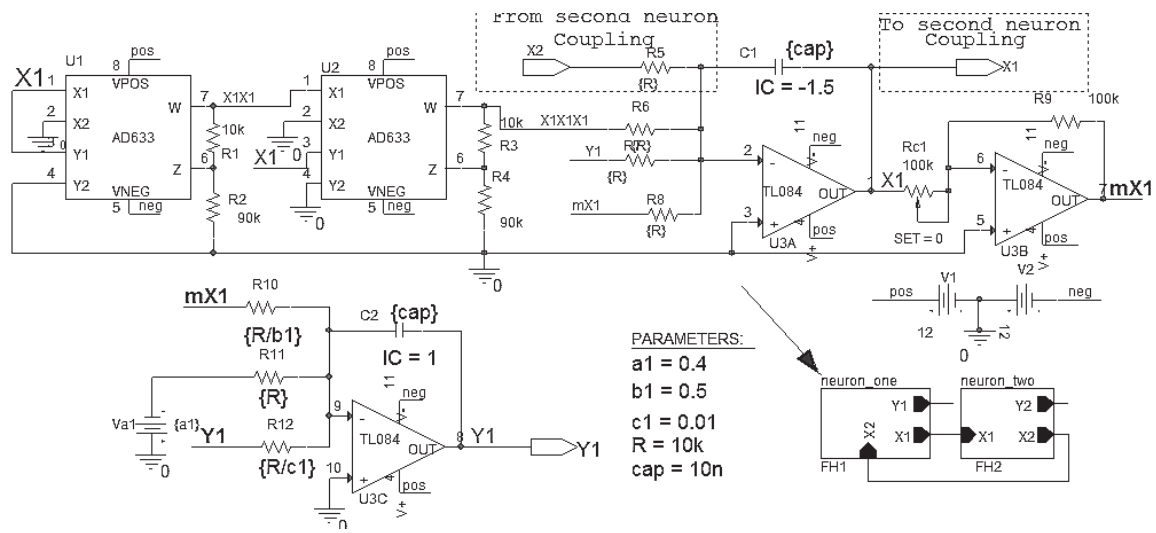 From second neuron
Coupling
To second neuron
Coupling
X2
R5
{R}
C1
{cap}
IC = -1.5
X1
U1
8
pos
X1
1
X1
VPOS
2
X2
W
7
X1X1
AD633
3
Y1
Z
6
4
Y2
VNEG
5
neg
0
10k
R1
R2
90k
U2
8
pos
1
X1
VPOS
2
X2
W
7
AD633
3
Y1
Z
6
X1
0
4
Y2
VNEG
5
neg
0
10k
R3
R4
90k
0
X1X1X1
R6
{R}
Y1
{R}
mX1
R8
{R}
2
-
3
+
TL084
OUT
1
11
neg
V-
4
pos
V+
U3A
X1
Rc1
100k
SET = 0
R9
100k
6
-
5
+
TL084
OUT
7
mX1
11
neg
V-
4
pos
V+
U3B
pos
V1
V2
neg
12
12
0
mX1
R10
{R/b1}
R11
{R}
Va1
{a1}
0
Y1
R12
{R/c1}
C2
{cap}
IC = 1
11
neg
V-
9
-
10
+
TL084
OUT
8
Y1
Y1
4
pos
V+
U3C
0
PARAMETERS:
a1 = 0.4
b1 = 0.5
c1 = 0.01
R = 10k
cap = 10n
neuron_one
neuron_two
Y1
Y2
X2
X1
X1
X2
FH1
FH2